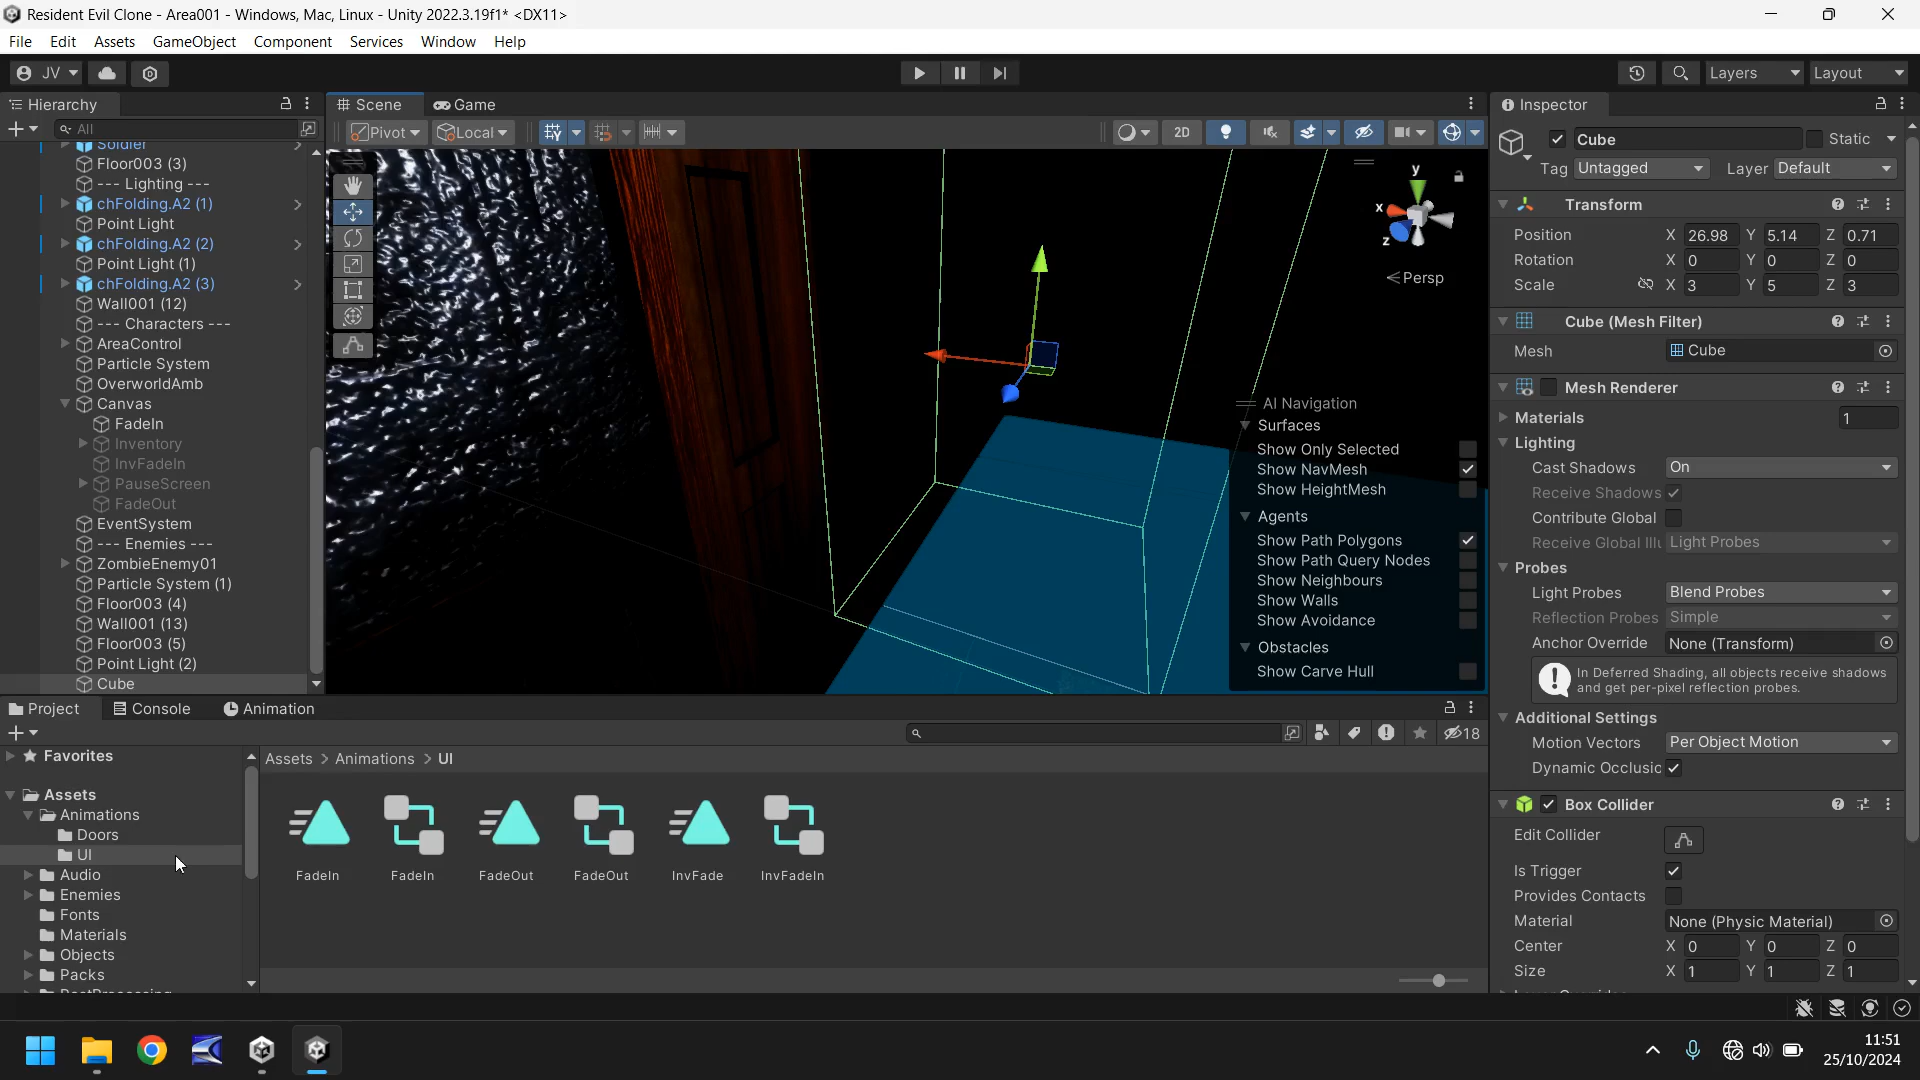 Resident Evil Clone - Area001 - Windows, Mac, Linux - Unity 2022.3.19f1* <DX11>
File Edit Assets GameObject Component Services Window Help
JV Layers Layout
Hierarchy
All
Soldier
Floor003 (3)
--- Lighting ---
chFolding.A2 (1)
Point Light
chFolding.A2 (2)
Point Light (1)
chFolding.A2 (3)
Wall001 (12)
--- Characters ---
AreaControl
Particle System
OverworldAmb
Canvas
FadeIn
Inventory
InvFadeIn
PauseScreen
FadeOut
EventSystem
--- Enemies ---
ZombieEnemy01
Particle System (1)
Floor003 (4)
Wall001 (13)
Floor003 (5)
Point Light (2)
Cube
Scene Game
Pivot Local 2D
y
x
z
Persp
AI Navigation
Surfaces
Show Only Selected
Show NavMesh
Show HeightMesh
Agents
Show Path Polygons
Show Path Query Nodes
Show Neighbours
Show Walls
Show Avoidance
Obstacles
Show Carve Hull
Inspector
Cube Static
Tag Untagged Layer Default
Transform
Position X 26.98 Y 5.14 Z 0.71
Rotation X 0 Y 0 Z 0
Scale X 3 Y 5 Z 3
Cube (Mesh Filter)
Mesh Cube
Mesh Renderer
Materials 1
Lighting
Cast Shadows On
Receive Shadows
Contribute Global
Receive Global Illu Light Probes
Probes
Light Probes Blend Probes
Reflection Probes Simple
Anchor Override None (Transform)
In Deferred Shading, all objects receive shadows
and get per-pixel reflection probes.
Additional Settings
Motion Vectors Per Object Motion
Dynamic Occlusic
Box Collider
Edit Collider
Is Trigger
Provides Contacts
Material None (Physic Material)
Center X 0 Y 0 Z 0
Size X 1 Y 1 Z 1
Project Console Animation
18
Favorites
Assets
Animations
Doors
UI
Audio
Enemies
Fonts
Materials
Objects
Packs
Assets > Animations > UI
FadeIn FadeIn FadeOut FadeOut InvFade InvFadeIn
11:51
25/10/2024